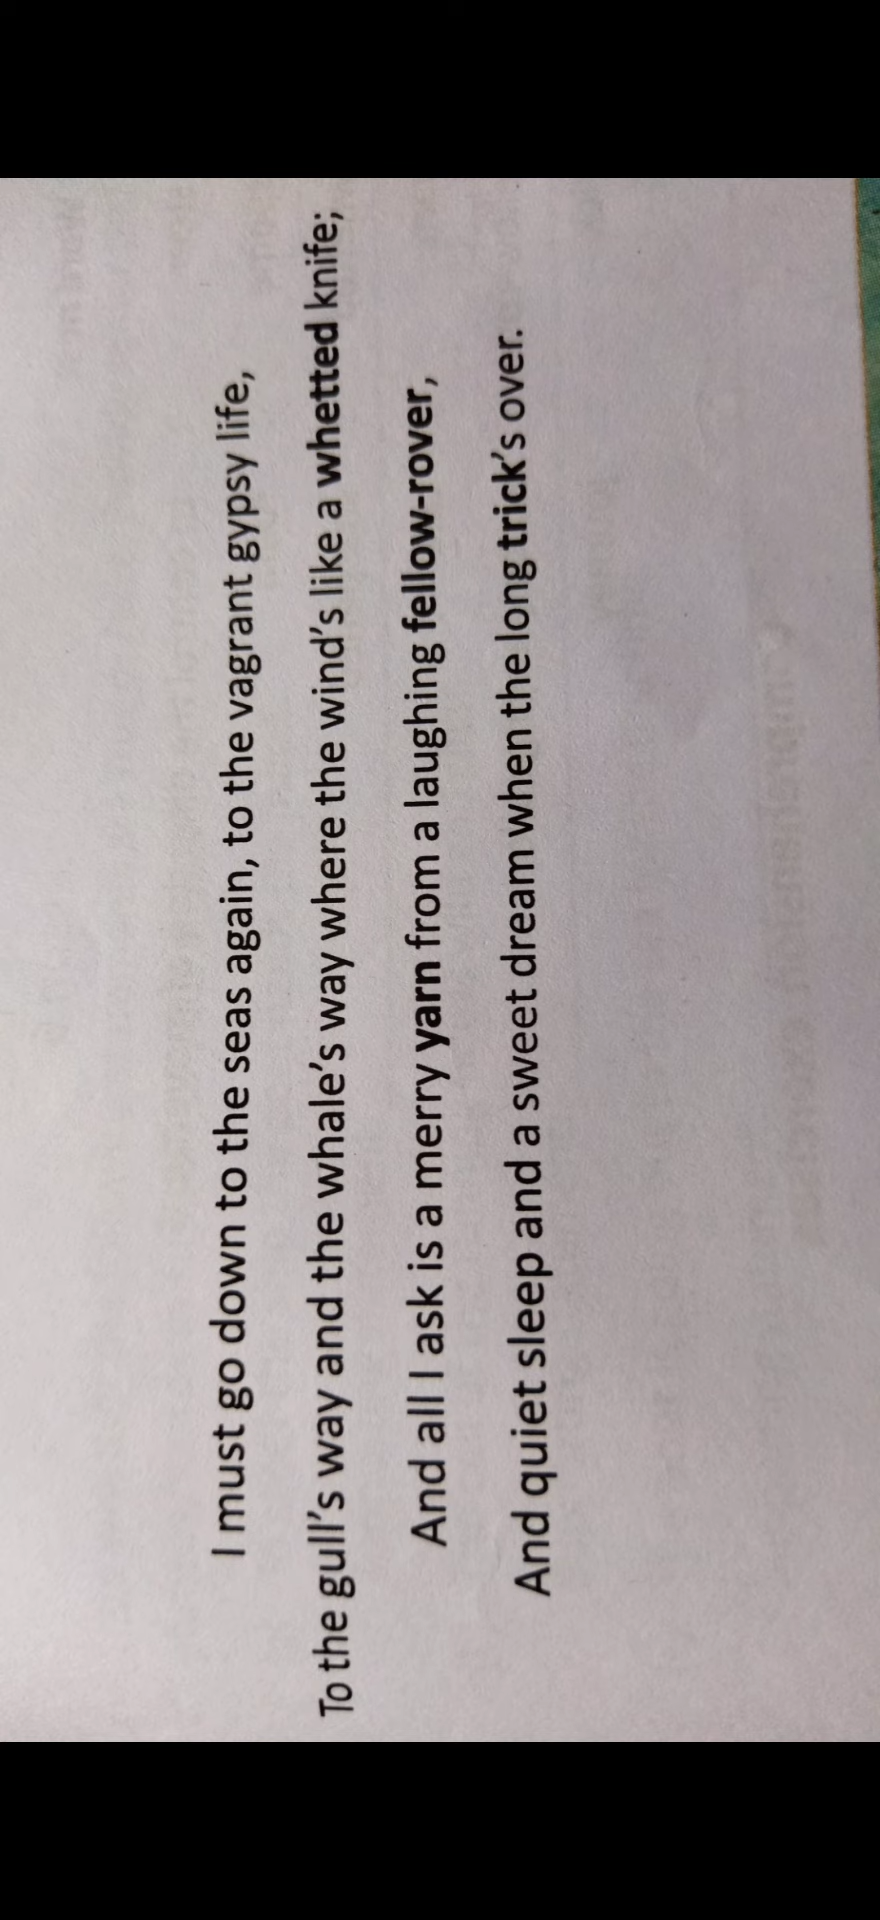 I must go down to the seas again, to the vagrant gypsy life,
To the gull's way and the whale's way where the wind's like a whetted knife;
And all I ask is a merry yarn from a laughing fellow-rover,
And quiet sleep and a sweet dream when the long trick's over.